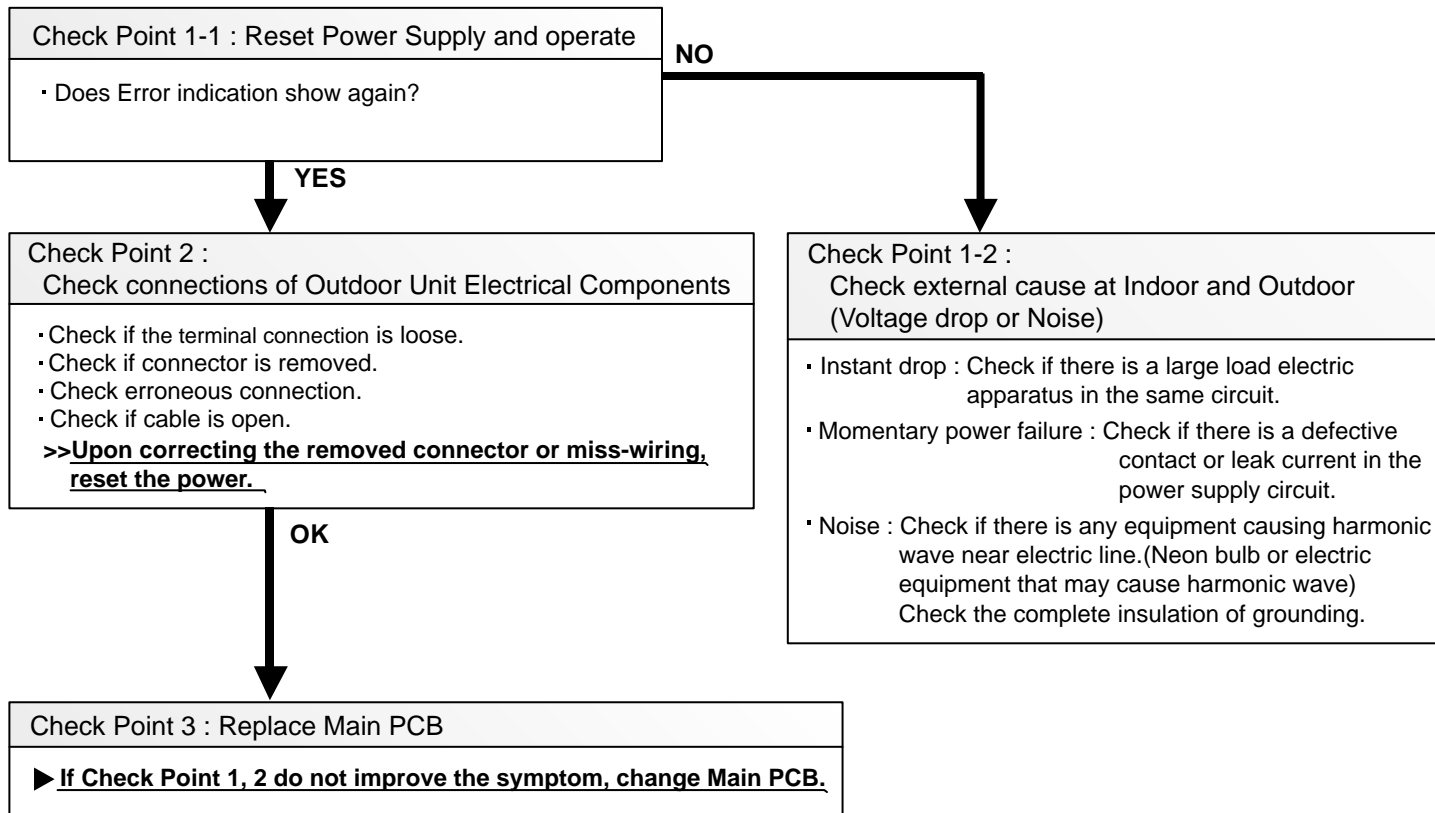 Check Point 1-1 : Reset Power Supply and operate
· Does Error indication show again?
NO
YES
Check Point 2 :
Check connections of Outdoor Unit Electrical Components
· Check if the terminal connection is loose.
· Check if connector is removed.
· Check erroneous connection.
· Check if cable is open.
>>Upon correcting the removed connector or miss-wiring,
reset the power.
OK
Check Point 1-2 :
Check external cause at Indoor and Outdoor
(Voltage drop or Noise)
· Instant drop : Check if there is a large load electric
apparatus in the same circuit.
· Momentary power failure : Check if there is a defective
contact or leak current in the
power supply circuit.
· Noise : Check if there is any equipment causing harmonic
wave near electric line.(Neon bulb or electric
equipment that may cause harmonic wave)
Check the complete insulation of grounding.
Check Point 3 : Replace Main PCB
▶ If Check Point 1, 2 do not improve the symptom, change Main PCB.